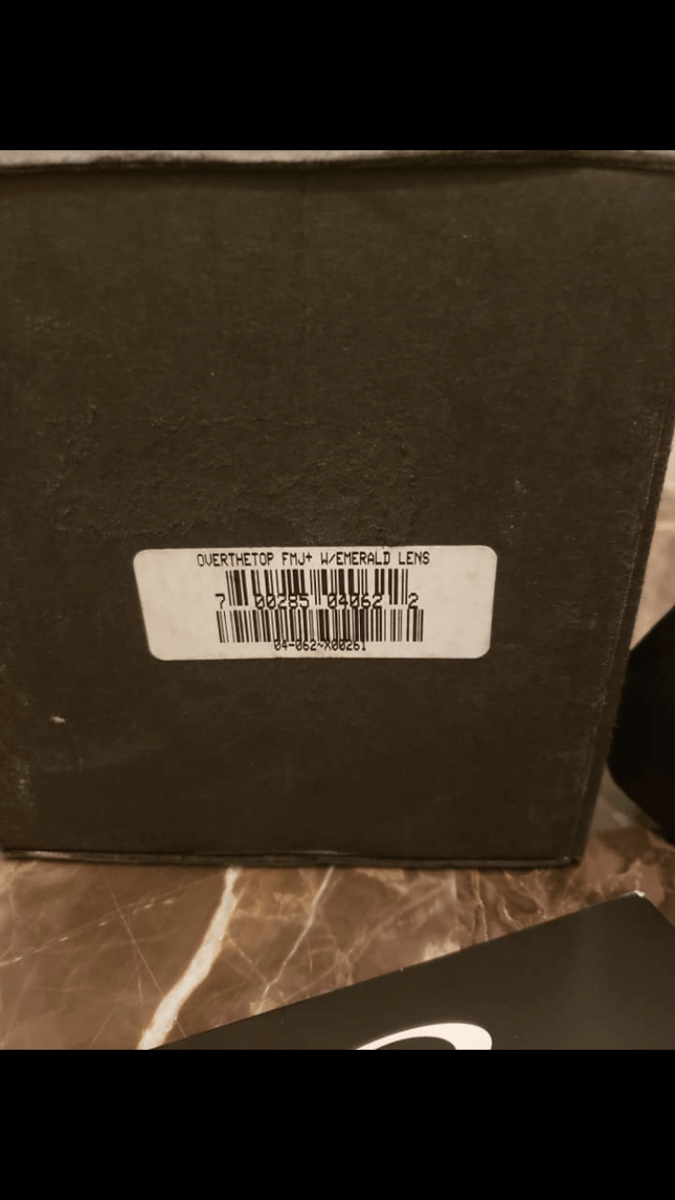 OVERTHETOP FMJ+ W/EMERALD LENS
7 00285 04062 2
04-062~X00261